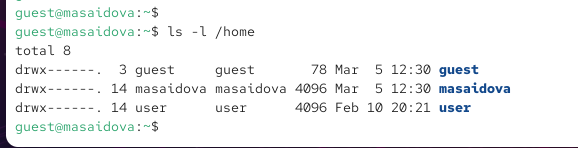 guest@masaidova:~$
guest@masaidova:~$ ls -l /home
total 8
drwx------.  3 guest     guest       78 Mar  5 12:30 guest
drwx------. 14 masaidova masaidova 4096 Mar  5 12:30 masaidova
drwx------. 14 user      user      4096 Feb 10 20:21 user
guest@masaidova:~$